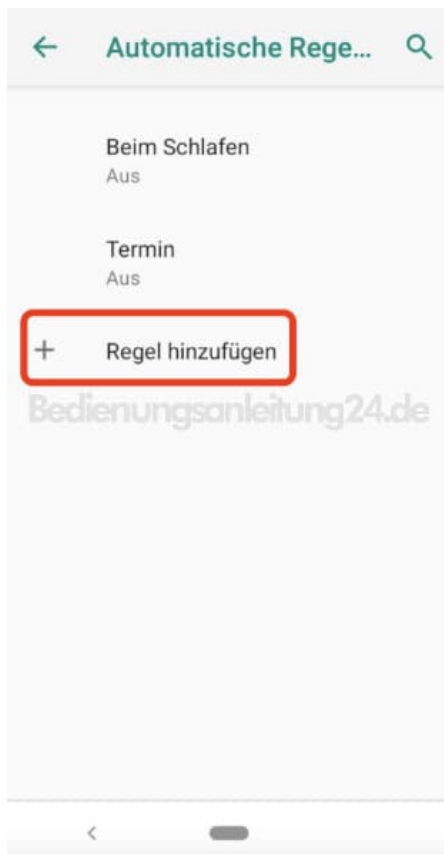 Automatische Rege...
Beim Schlafen
Aus
Termin
Aus
+ Regel hinzufügen
Bedienungsanleitung24.de